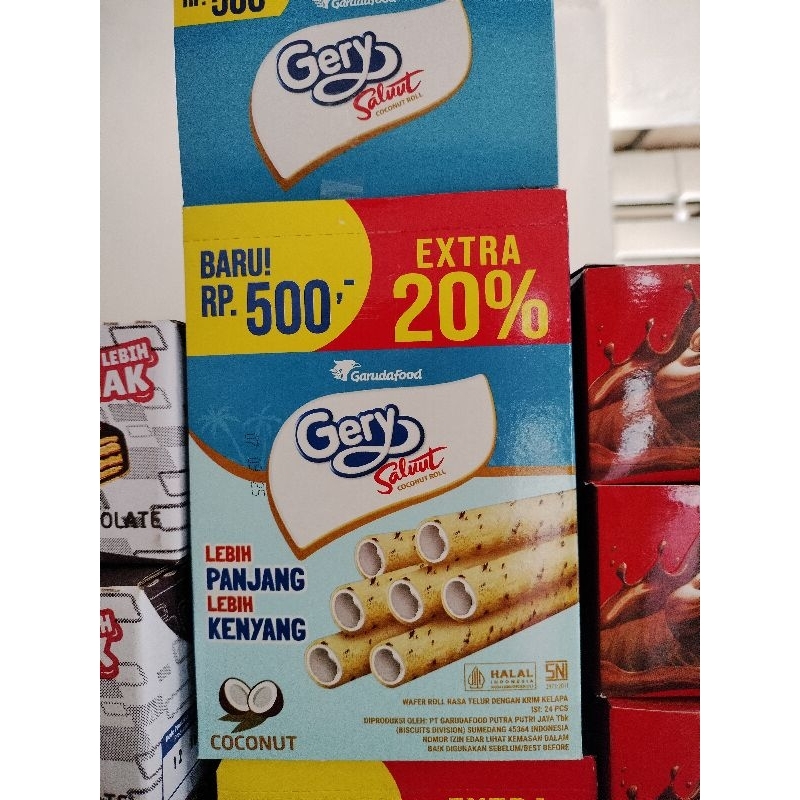 RP. 500
Garudafood
Gery
Saluut
COCONUT ROLL
BARU!
RP. 500,-
EXTRA
20%
Garudafood
Gery
Saluut
COCONUT ROLL
LEBIH
PANJANG
LEBIH
KENYANG
COCONUT
HALAL
INDONESIA
SNI
WAFER ROLL RASA TELUR DENGAN KRIM KELAPA
ISI: 24 PCS
DIPRODUKSI OLEH: PT GARUDAFOOD PUTRA PUTRI JAYA Tbk
(BISCUITS DIVISION) SUMEDANG 45364 INDONESIA
NOMOR IZIN EDAR LIHAT KEMASAN DALAM
BAIK DIGUNAKAN SEBELUM/BEST BEFORE
LEBIH
AK
OLATE
EXTRA